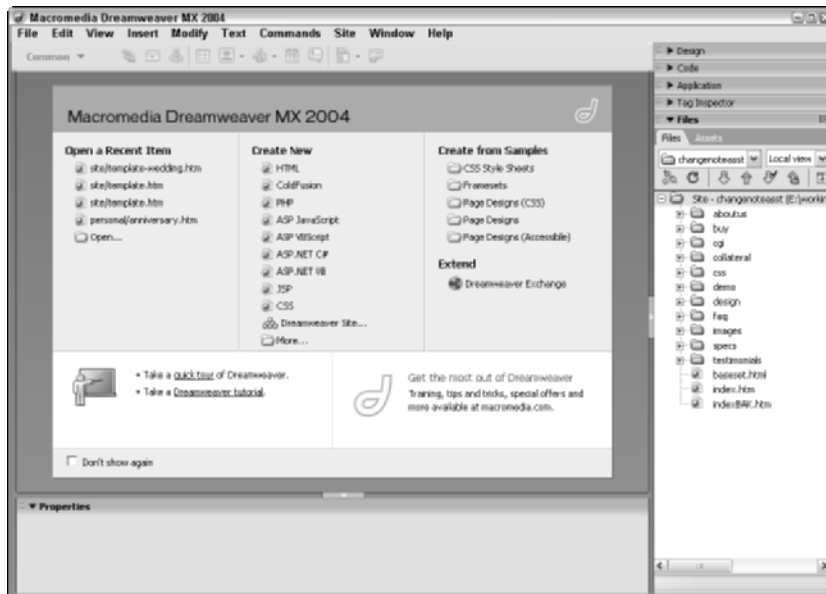 Macromedia Dreamweaver MX 2004
File Edit View Insert Modify Text Commands Site Window Help
Common
Macromedia Dreamweaver MX 2004
Open a Recent Item
site/template-wedding.htm
site/template.htm
site/template.htm
personal/anniversary.htm
Open...
Create New
HTML
ColdFusion
PHP
ASP JavaScript
ASP VBScript
ASP.NET C#
ASP.NET VB
JSP
CSS
Dreamweaver Site...
More...
Create from Samples
CSS Style Sheets
Framesets
Page Designs (CSS)
Page Designs
Page Designs (Accessible)
Extend
Dreamweaver Exchange
• Take a quick tour of Dreamweaver.
• Take a Dreamweaver tutorial.
Get the most out of Dreamweaver
Training, tips and tricks, special offers and
more available at macromedia.com.
Don't show again
Properties
Design
Code
Application
Tag Inspector
Files
Files Assets
changenoteasst Local view
Site - changenoteasst (E:\workin
aboutus
buy
cgi
collateral
css
demo
design
faq
images
specs
testimonials
baseset.html
index.htm
indexBAK.htm